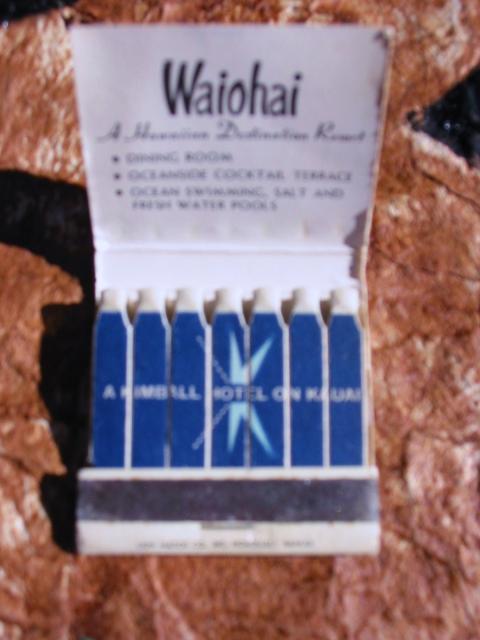 Waiohai
A Hawaiian Destination Resort
• DINING ROOM
• OCEANSIDE COCKTAIL TERRACE
• OCEAN SWIMMING, SALT AND
FRESH WATER POOLS
A KIMBALL HOTEL ON KAUAI